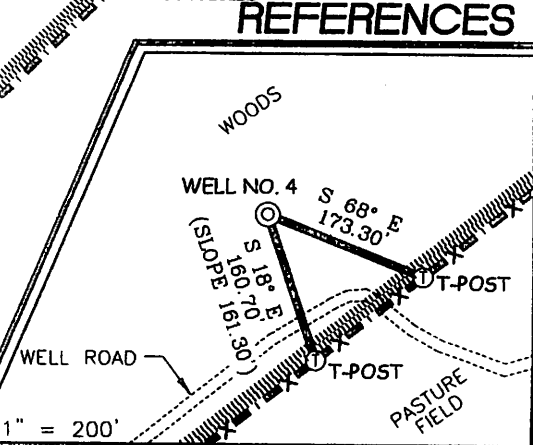 REFERENCES
WOODS
WELL NO. 4
S 68° E
173.30'
S 18° E
160.70'
(SLOPE 161.30')
T-POST
WELL ROAD
T-POST
PASTURE
FIELD
1" = 200'